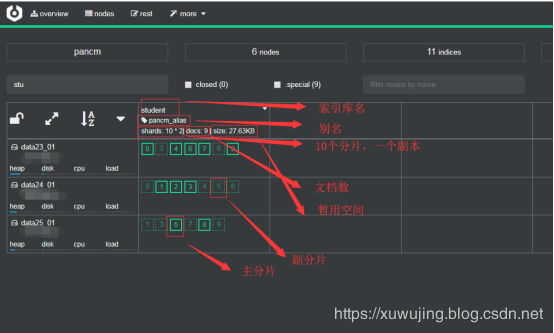 overview nodes rest more
pancm 6 nodes 11 indices
stu closed (0) .special (9) filter nodes by name
student
pancm_alias
shards: 10 * 2 | docs: 9 | size: 27.63KB
索引库名
别名
10个分片，一个副本
文档数
暂用空间
副分片
主分片
data23_01
heap disk cpu load
0 2 4 6 7 8 9
data24_01
heap disk cpu load
0 1 2 3 4 5 6
data25_01
heap disk cpu load
1 3 5 7 8 9
https://xuwujing.blog.csdn.net